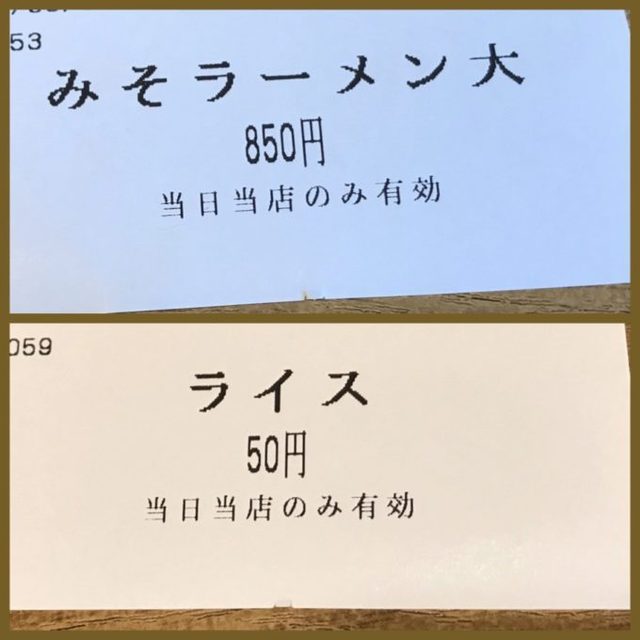 53
みそラーメン大
850円
当日当店のみ有効
059
ライス
50円
当日当店のみ有効